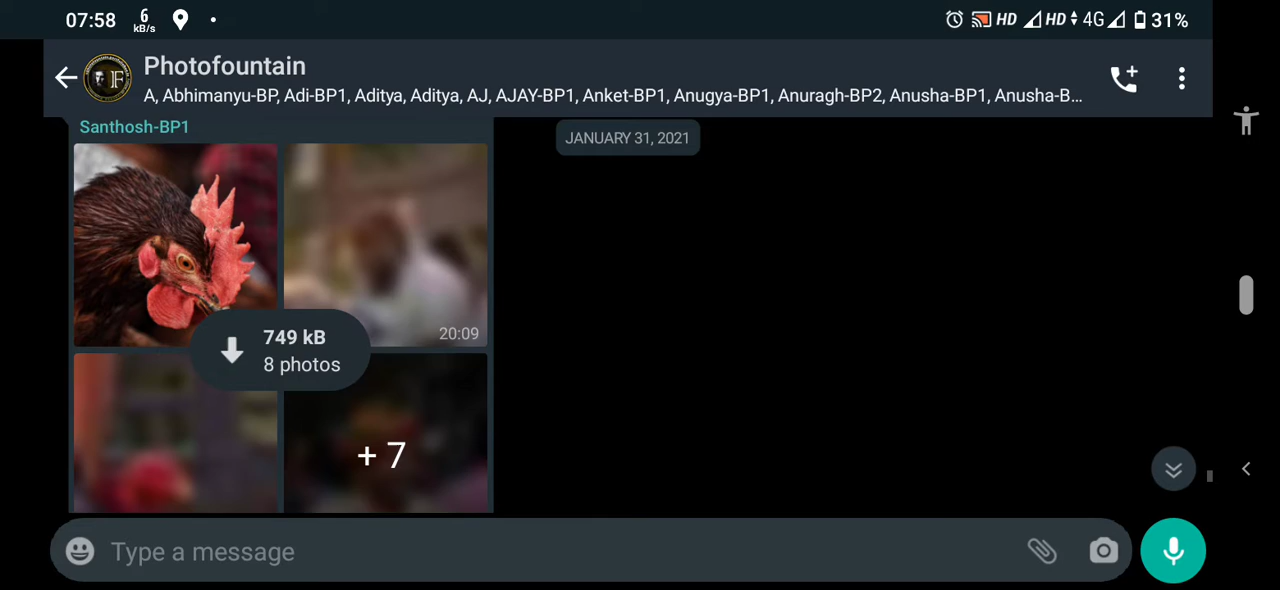 07:58 6 kB/s HD HD 4G 31%
Photofountain
A, Abhimanyu-BP, Adi-BP1, Aditya, Aditya, AJ, AJAY-BP1, Anket-BP1, Anugya-BP1, Anuragh-BP2, Anusha-BP1, Anusha-B...
Santhosh-BP1
JANUARY 31, 2021
20:09
749 kB
8 photos
+ 7
Type a message